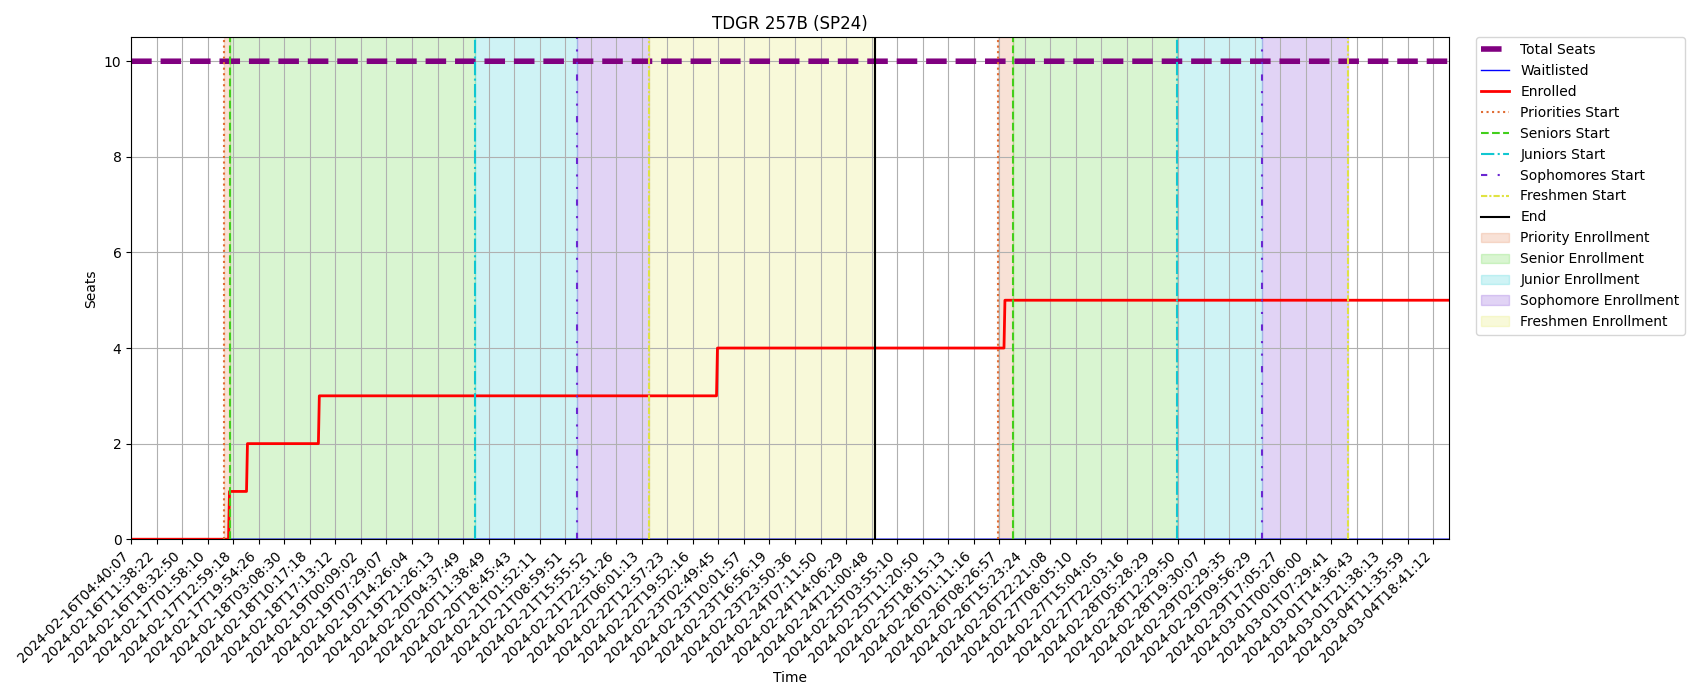 TDGR 257B (SP24)
10
8
6
4
2
0
Seats
2024-02-16T04:40:07
2024-02-16T11:38:22
2024-02-16T18:32:50
2024-02-17T01:58:10
2024-02-17T12:59:18
2024-02-17T19:54:26
2024-02-18T03:08:30
2024-02-18T10:17:18
2024-02-18T17:13:12
2024-02-19T00:09:02
2024-02-19T07:29:07
2024-02-19T14:26:04
2024-02-19T21:26:13
2024-02-20T04:37:49
2024-02-20T11:38:49
2024-02-20T18:45:43
2024-02-21T01:52:11
2024-02-21T08:59:51
2024-02-21T15:55:52
2024-02-21T22:51:26
2024-02-22T06:01:13
2024-02-22T12:57:23
2024-02-22T19:52:16
2024-02-23T02:49:45
2024-02-23T10:01:57
2024-02-23T16:56:19
2024-02-23T23:50:36
2024-02-24T07:11:50
2024-02-24T14:06:29
2024-02-24T21:00:48
2024-02-25T03:55:10
2024-02-25T11:20:50
2024-02-25T18:15:13
2024-02-26T01:11:16
2024-02-26T08:26:57
2024-02-26T15:23:24
2024-02-26T22:21:08
2024-02-27T08:05:10
2024-02-27T15:04:05
2024-02-27T22:03:16
2024-02-28T05:28:29
2024-02-28T12:29:50
2024-02-28T19:30:07
2024-02-29T02:29:35
2024-02-29T09:56:29
2024-02-29T17:05:27
2024-03-01T00:06:00
2024-03-01T07:29:41
2024-03-01T14:36:43
2024-03-01T21:38:13
2024-03-04T11:35:59
2024-03-04T18:41:12
Time
Total Seats
Waitlisted
Enrolled
Priorities Start
Seniors Start
Juniors Start
Sophomores Start
Freshmen Start
End
Priority Enrollment
Senior Enrollment
Junior Enrollment
Sophomore Enrollment
Freshmen Enrollment